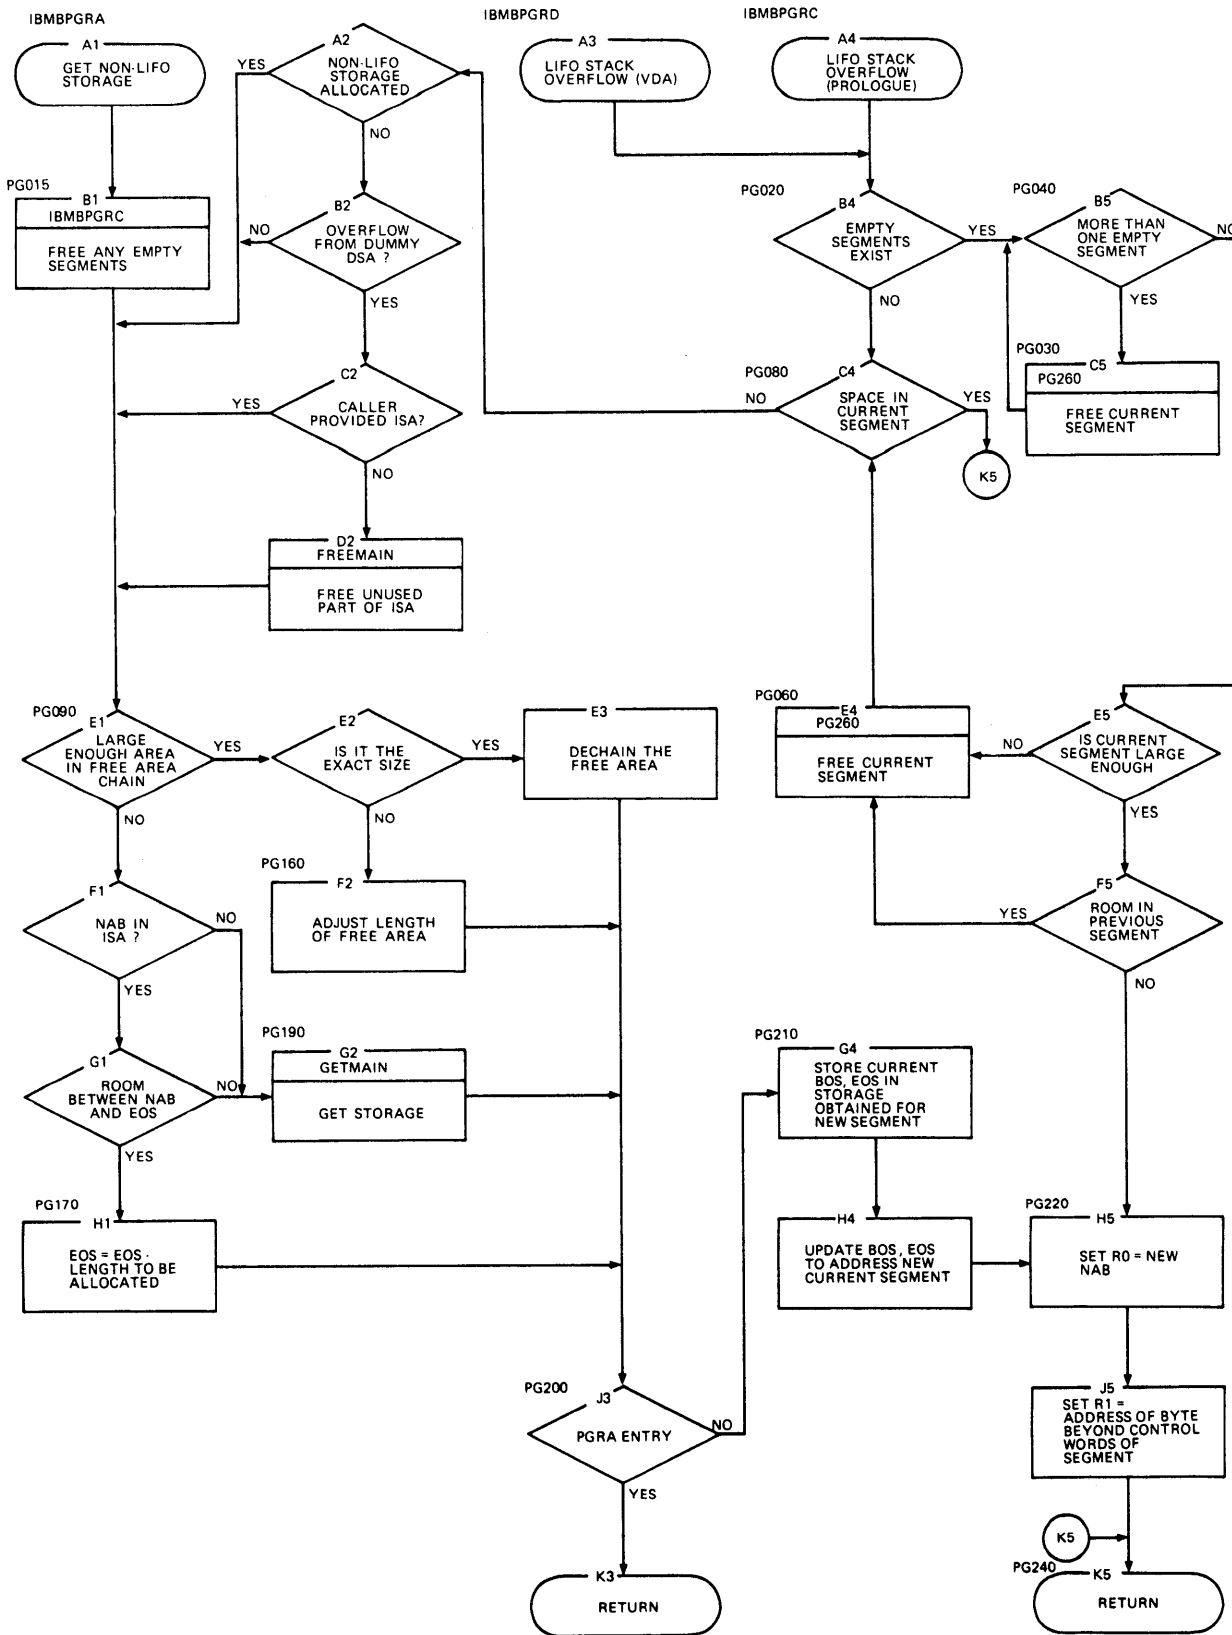 IBMBPGRA
IBMBPGRD
IBMBPGRC
A1
GET NON-LIFO
STORAGE
A2
NON-LIFO
STORAGE
ALLOCATED
YES
NO
A3
LIFO STACK
OVERFLOW (VDA)
A4
LIFO STACK
OVERFLOW
(PROLOGUE)
PG015
B1
IBMBPGRC
FREE ANY EMPTY
SEGMENTS
B2
OVERFLOW
FROM DUMMY
DSA ?
NO
YES
PG020
B4
EMPTY
SEGMENTS
EXIST
YES
NO
PG040
B5
MORE THAN
ONE EMPTY
SEGMENT
NO
YES
C2
CALLER
PROVIDED ISA?
YES
NO
PG080
C4
SPACE IN
CURRENT
SEGMENT
NO
YES
K5
PG030
C5
PG260
FREE CURRENT
SEGMENT
D2
FREEMAIN
FREE UNUSED
PART OF ISA
PG090
E1
LARGE
ENOUGH AREA
IN FREE AREA
CHAIN
YES
NO
E2
IS IT THE
EXACT SIZE
YES
NO
E3
DECHAIN THE
FREE AREA
PG060
E4
PG260
FREE CURRENT
SEGMENT
E5
IS CURRENT
SEGMENT LARGE
ENOUGH
NO
YES
F1
NAB IN
ISA ?
NO
YES
PG160
F2
ADJUST LENGTH
OF FREE AREA
F5
ROOM IN
PREVIOUS
SEGMENT
YES
NO
G1
ROOM
BETWEEN NAB
AND EOS
NO
YES
PG190
G2
GETMAIN
GET STORAGE
PG210
G4
STORE CURRENT
BOS, EOS IN
STORAGE
OBTAINED FOR
NEW SEGMENT
PG170
H1
EOS = EOS -
LENGTH TO BE
ALLOCATED
H4
UPDATE BOS, EOS
TO ADDRESS NEW
CURRENT SEGMENT
PG220
H5
SET R0 = NEW
NAB
PG200
J3
PGRA ENTRY
NO
YES
J5
SET R1 =
ADDRESS OF BYTE
BEYOND CONTROL
WORDS OF
SEGMENT
K3
RETURN
K5
PG240
K5
RETURN